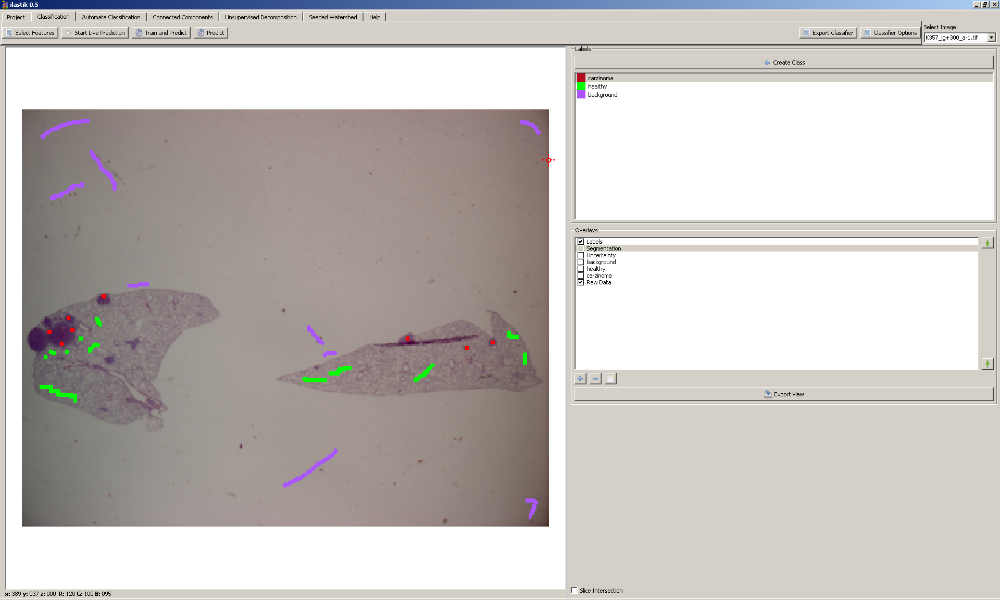 ilastik 0.5
Project Classification Automate Classification Connected Components Unsupervised Decomposition Seeded Watershed Help
Select Features Start Live Prediction Train and Predict Predict Export Classifier Classifier Options
Select Image:
K357_lg+300_a-1.tif
Labels
Create Class
carzinoma
healthy
background
Overlays
Labels
Segmentation
Uncertainty
background
healthy
carzinoma
Raw Data
Export View
Slice Intersection
x: 389 y: 037 z: 000 R: 120 G: 100 B: 095